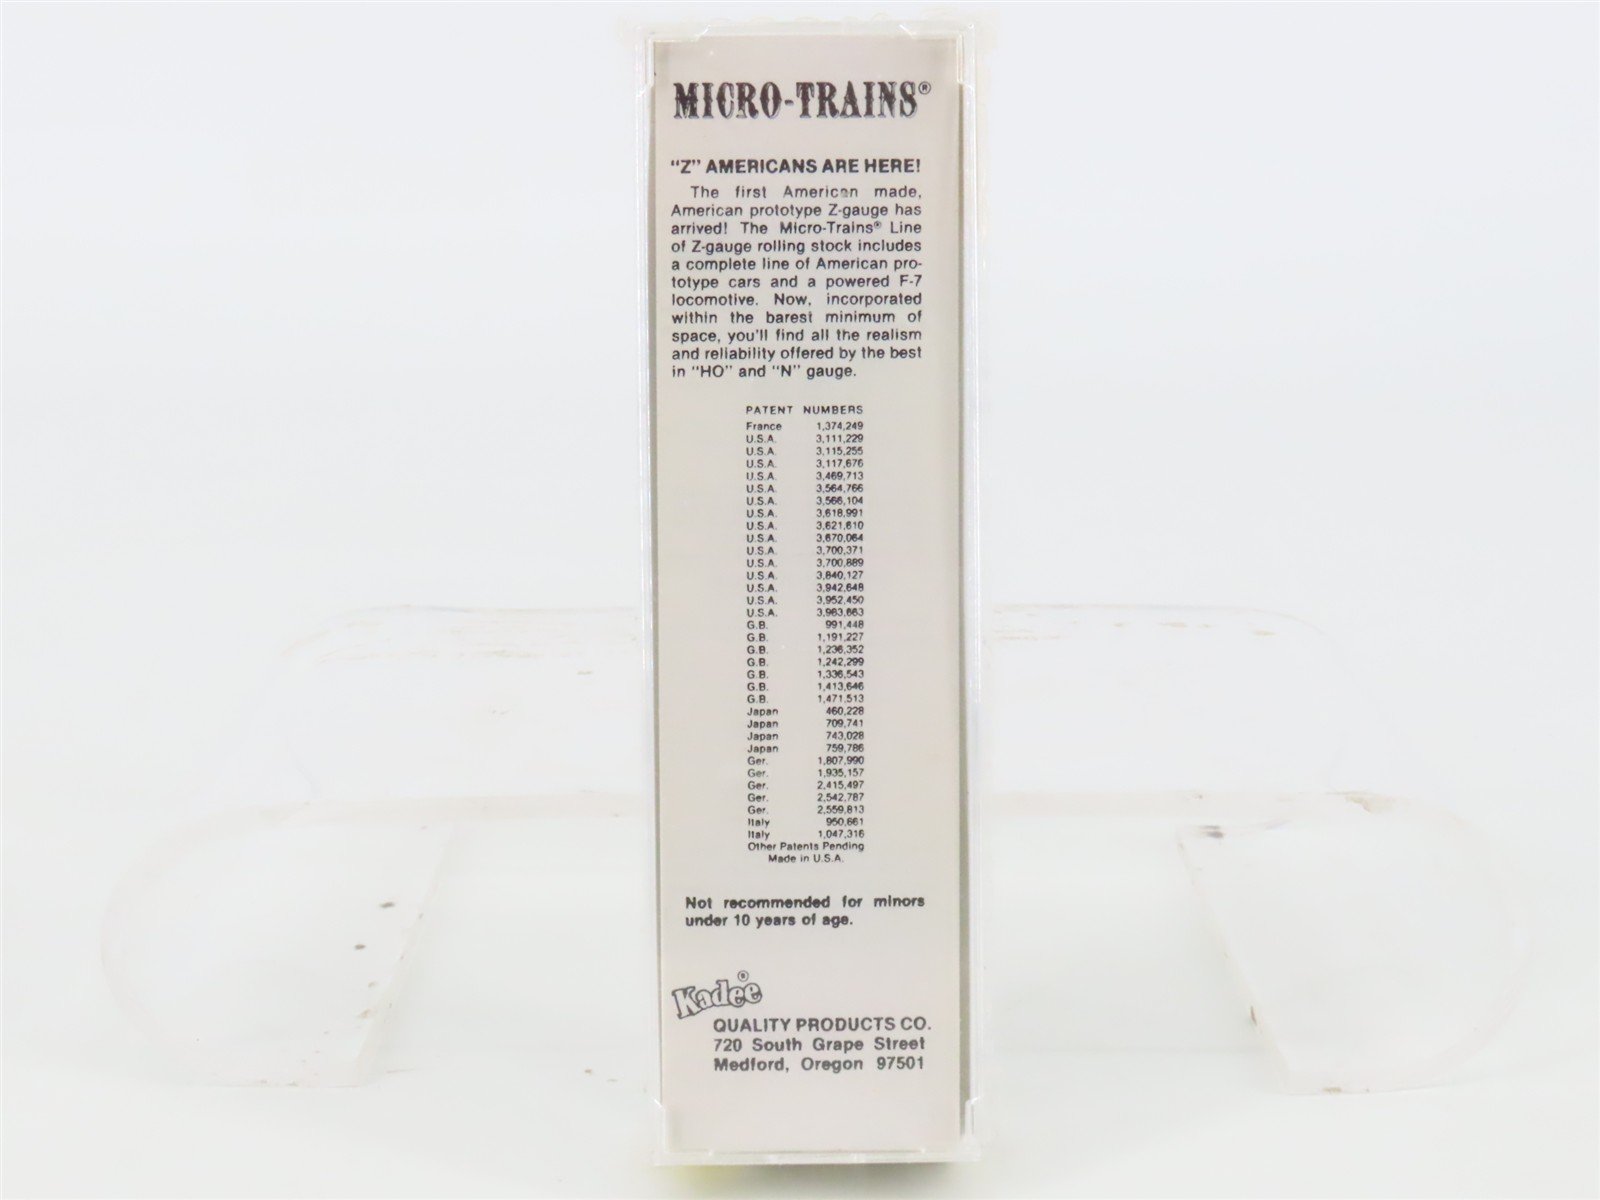 MICRO-TRAINS®
"Z" AMERICANS ARE HERE!
The first American made,
American prototype Z-gauge has
arrived! The Micro-Trains® Line
of Z-gauge rolling stock includes
a complete line of American pro-
totype cars and a powered F-7
locomotive. Now, incorporated
within the barest minimum of
space, you'll find all the realism
and reliability offered by the best
in "HO" and "N" gauge.
PATENT NUMBERS
France 1,374,249
U.S.A. 3,111,229
U.S.A. 3,115,255
U.S.A. 3,117,676
U.S.A. 3,469,713
U.S.A. 3,564,766
U.S.A. 3,566,104
U.S.A. 3,618,991
U.S.A. 3,621,610
U.S.A. 3,670,064
U.S.A. 3,700,371
U.S.A. 3,700,889
U.S.A. 3,840,127
U.S.A. 3,942,648
U.S.A. 3,952,450
U.S.A. 3,983,663
G.B. 991,448
G.B. 1,191,227
G.B. 1,236,352
G.B. 1,242,299
G.B. 1,336,543
G.B. 1,413,646
G.B. 1,471,513
Japan 460,228
Japan 709,741
Japan 743,028
Japan 759,786
Ger. 1,807,990
Ger. 1,935,157
Ger. 2,415,497
Ger. 2,542,787
Ger. 2,559,813
Italy 950,661
Italy 1,047,316
Other Patents Pending
Made in U.S.A.
Not recommended for minors
under 10 years of age.
Kadee®
QUALITY PRODUCTS CO.
720 South Grape Street
Medford, Oregon 97501